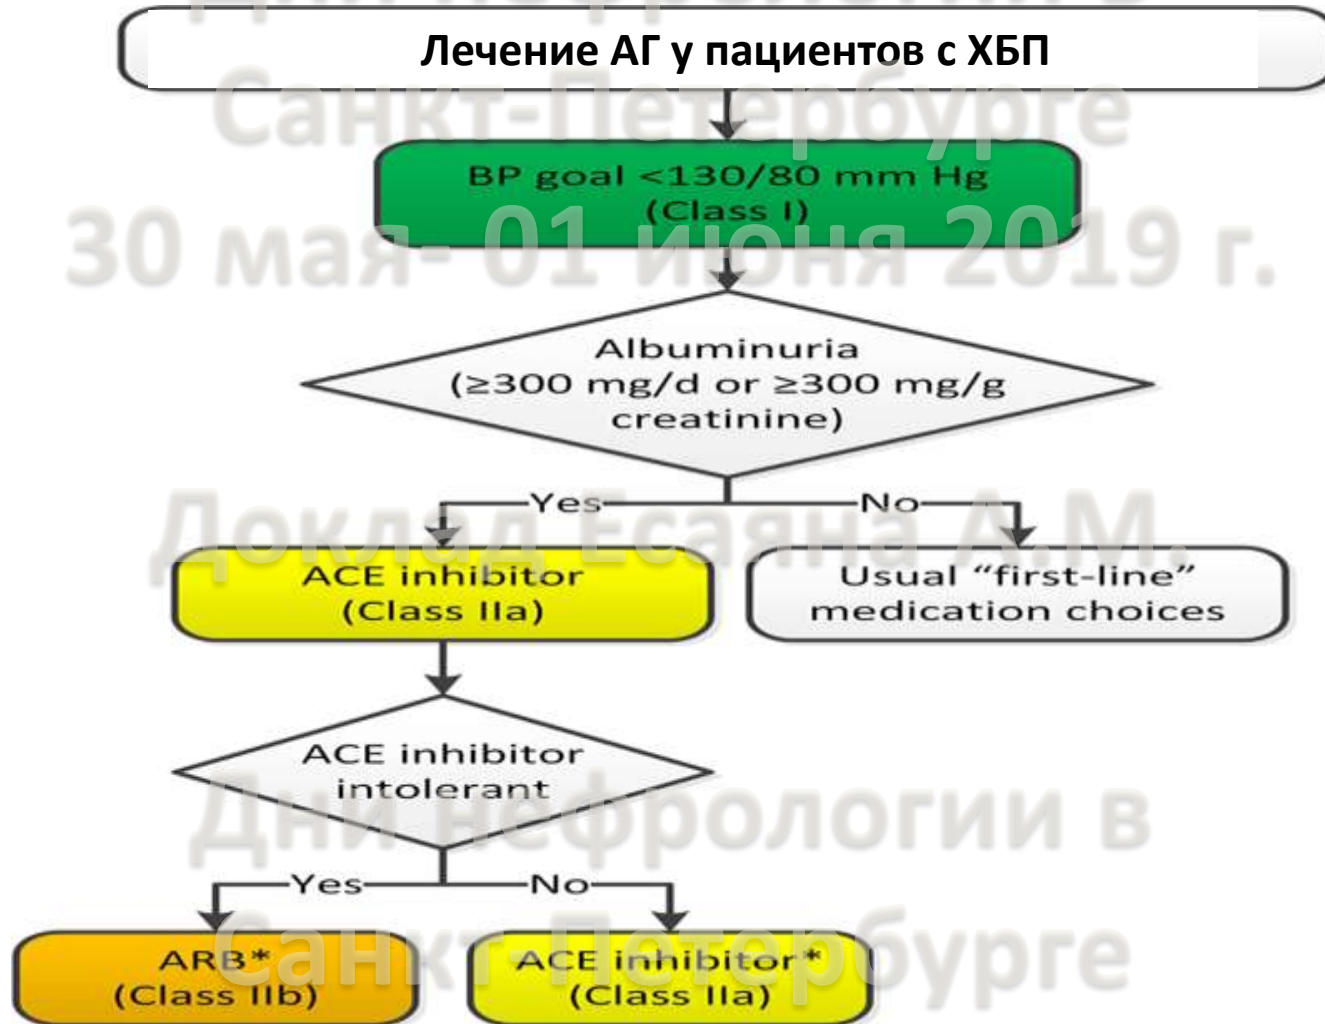 Дни нефрологии в
Лечение АГ у пациентов с ХБП
Санкт-Петербурге
BP goal <130/80 mm Hg
(Class I)
30 мая- 01 июня 2019 г.
Albuminuria
(≥300 mg/d or ≥300 mg/g
creatinine)
Yes
No
Доклад Есаяна А.М.
ACE inhibitor
(Class IIa)
Usual “first-line”
medication choices
ACE inhibitor
intolerant
Дни нефрологии в
Yes
No
Санкт-Петербурге
ARB*
(Class IIb)
ACE inhibitor*
(Class IIa)